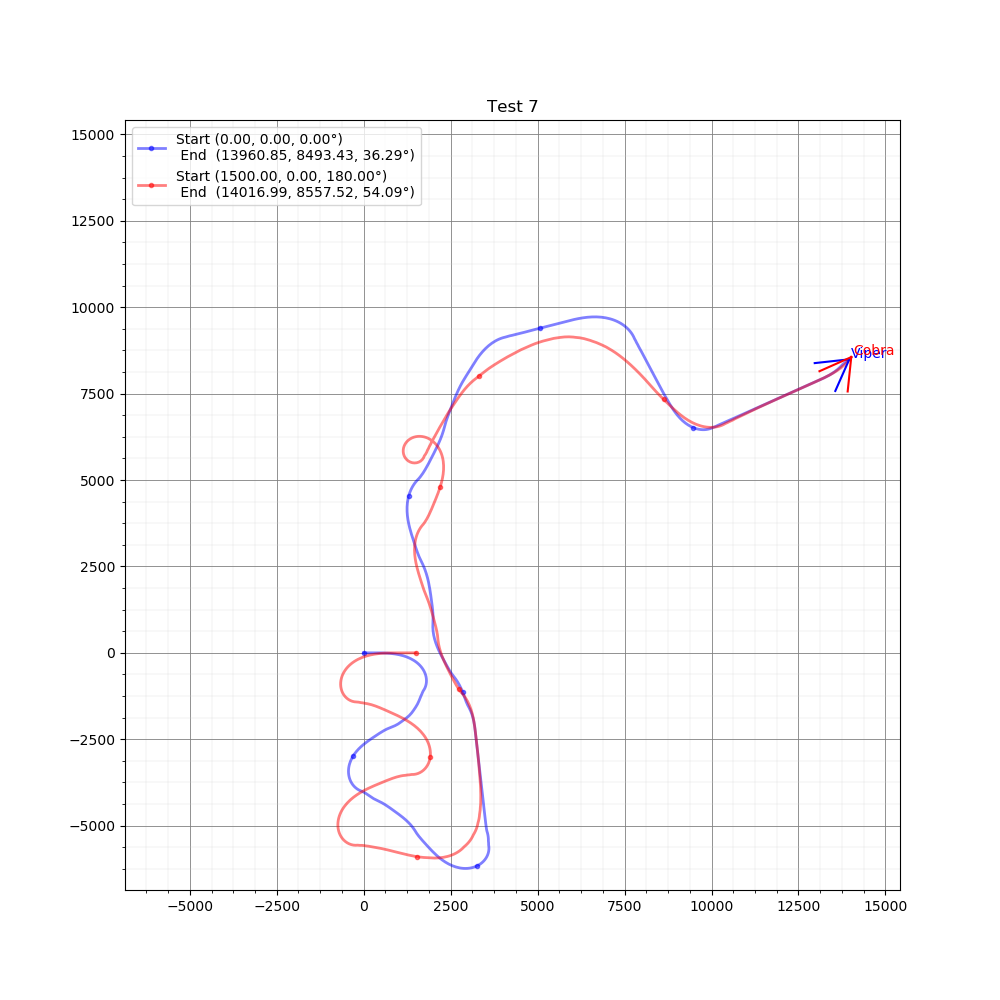 Test 7
Start (0.00, 0.00, 0.00°)
End (13960.85, 8493.43, 36.29°)
Start (1500.00, 0.00, 180.00°)
End (14016.99, 8557.52, 54.09°)
15000
12500
10000
7500
5000
2500
0
−2500
−5000
Cobra
Viper
−5000 −2500 0 2500 5000 7500 10000 12500 15000